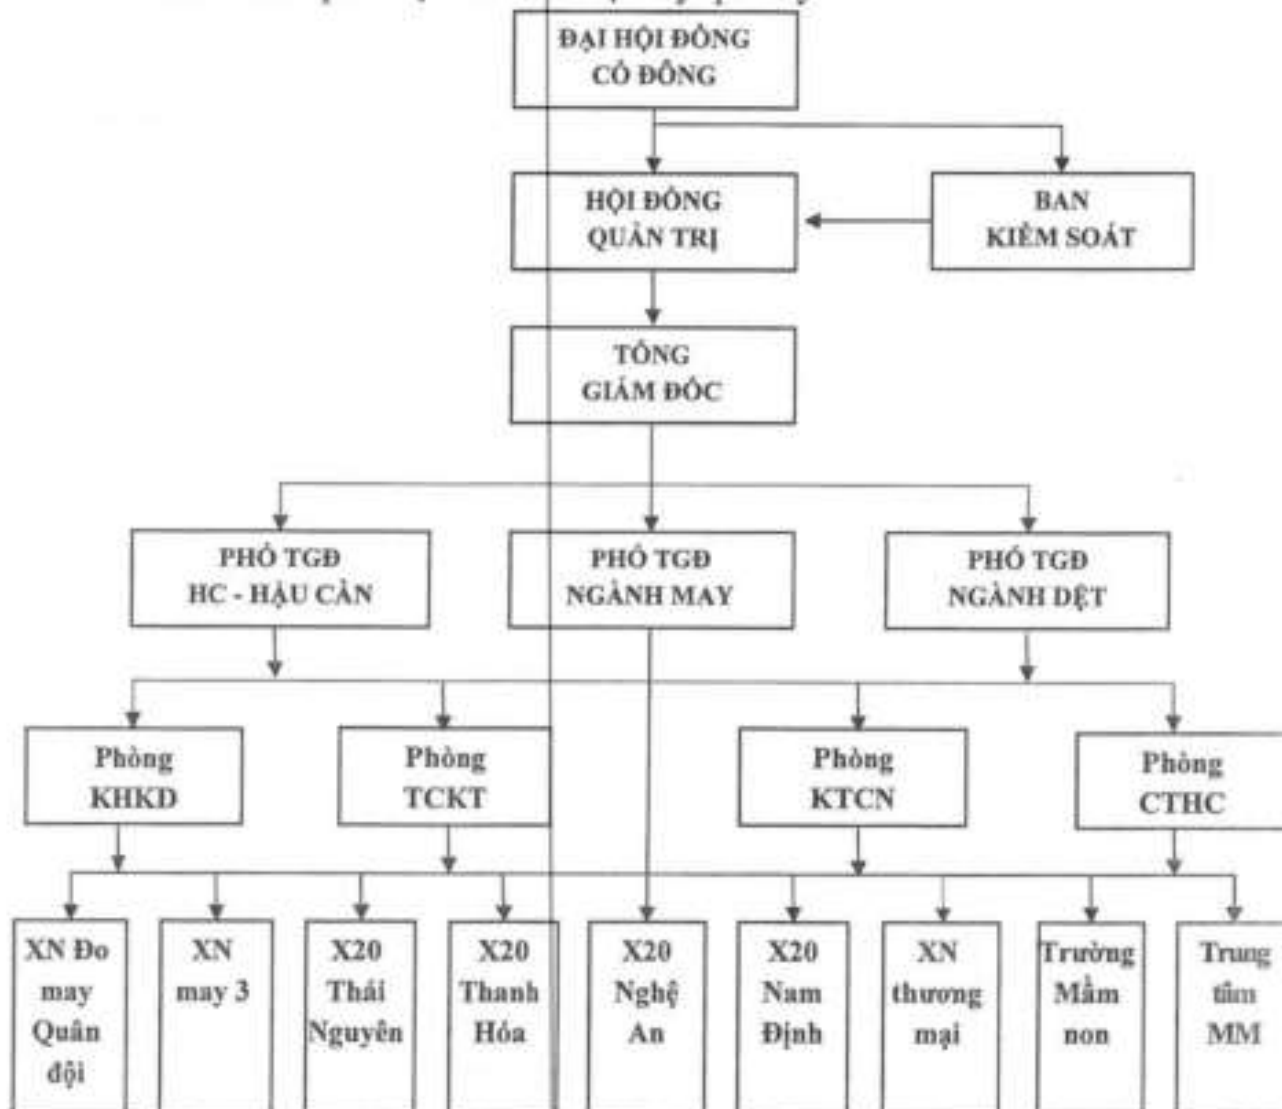 ĐẠI HỘI ĐỒNG
CỔ ĐÔNG
HỘI ĐỒNG
QUẢN TRỊ
BAN
KIỂM SOÁT
TỔNG
GIÁM ĐỐC
PHÓ TGĐ
HC - HẬU CẦN
PHÓ TGĐ
NGÀNH MAY
PHÓ TGĐ
NGÀNH DỆT
Phòng
KHKD
Phòng
TCKT
Phòng
KTCN
Phòng
CTHC
XN Đo
may
Quân
đội
XN
may 3
X20
Thái
Nguyên
X20
Thanh
Hóa
X20
Nghệ
An
X20
Nam
Định
XN
thương
mại
Trường
Mầm
non
Trung
tâm
MM